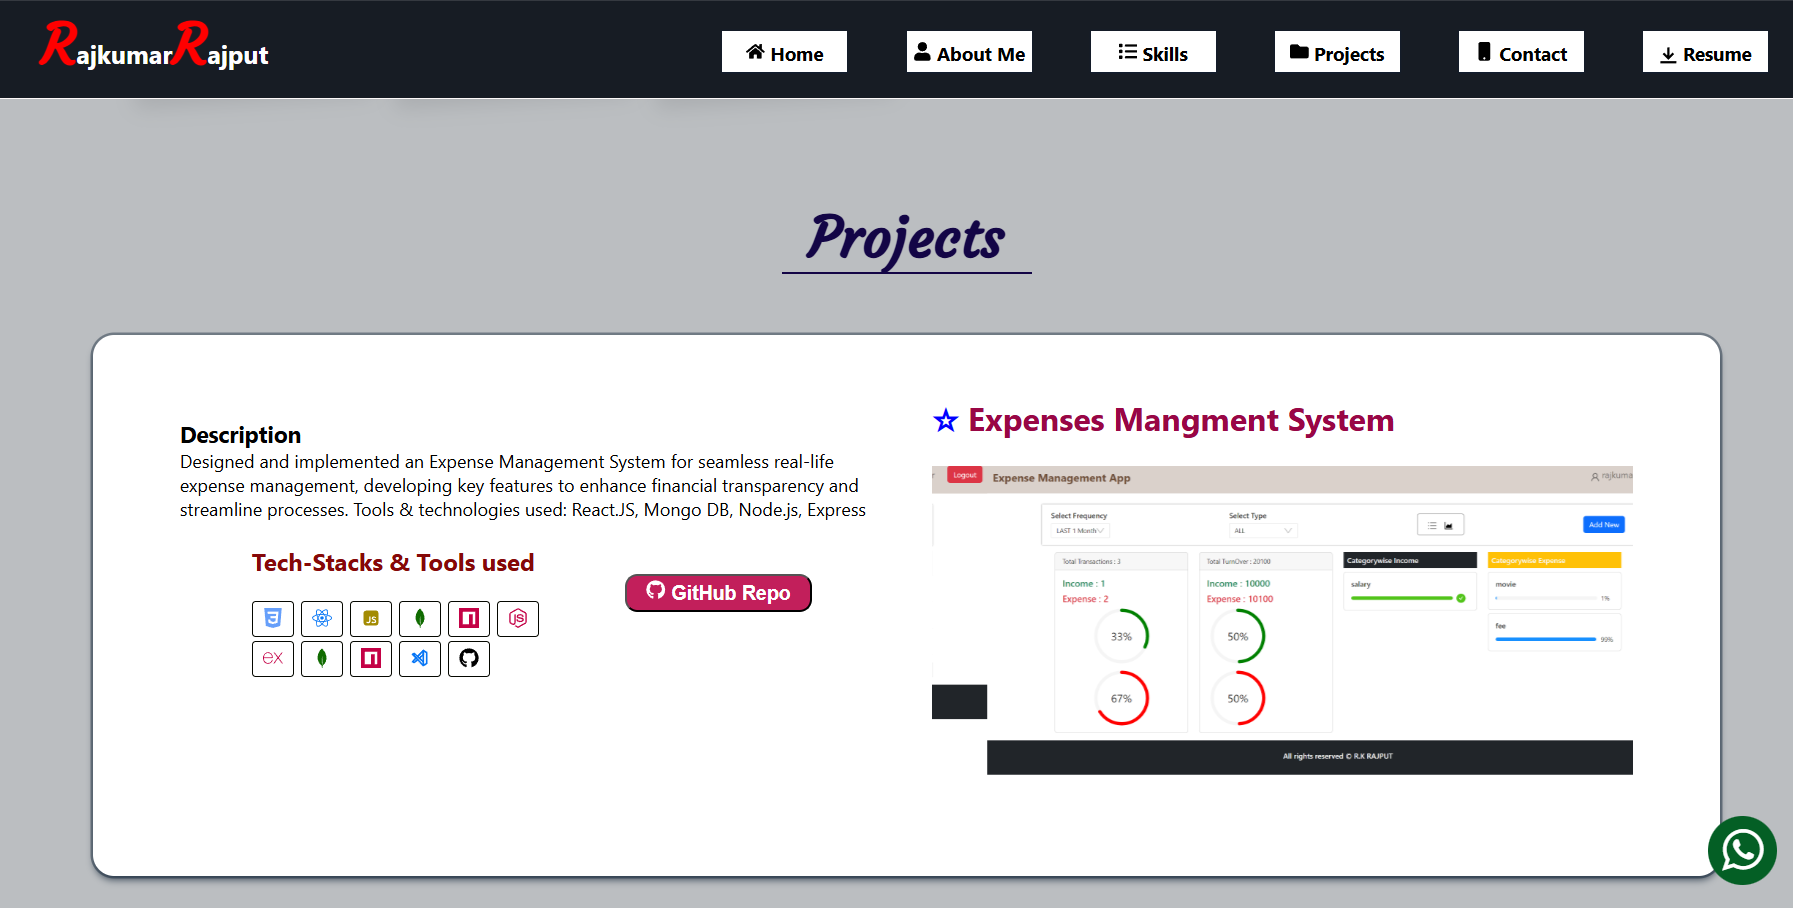 RajkumarRajput
Home
About Me
Skills
Projects
Contact
Resume
Projects
Description
Designed and implemented an Expense Management System for seamless real-life
expense management, developing key features to enhance financial transparency and
streamline processes. Tools & technologies used: React.JS, Mongo DB, Node.js, Express
Tech-Stacks & Tools used
JS
JS
ex
GitHub Repo
Expenses Mangment System
Logout
Expense Management App
rajkuma
Select Frequency
LAST 1 Month
Select Type
ALL
Add New
Total Transactions : 3
Income : 1
Expense : 2
33%
67%
Total TurnOver : 20100
Income : 10000
Expense : 10100
50%
50%
Categorywise Income
salary
Categorywise Expense
movie
1%
fee
99%
All rights reserved © R.K RAJPUT